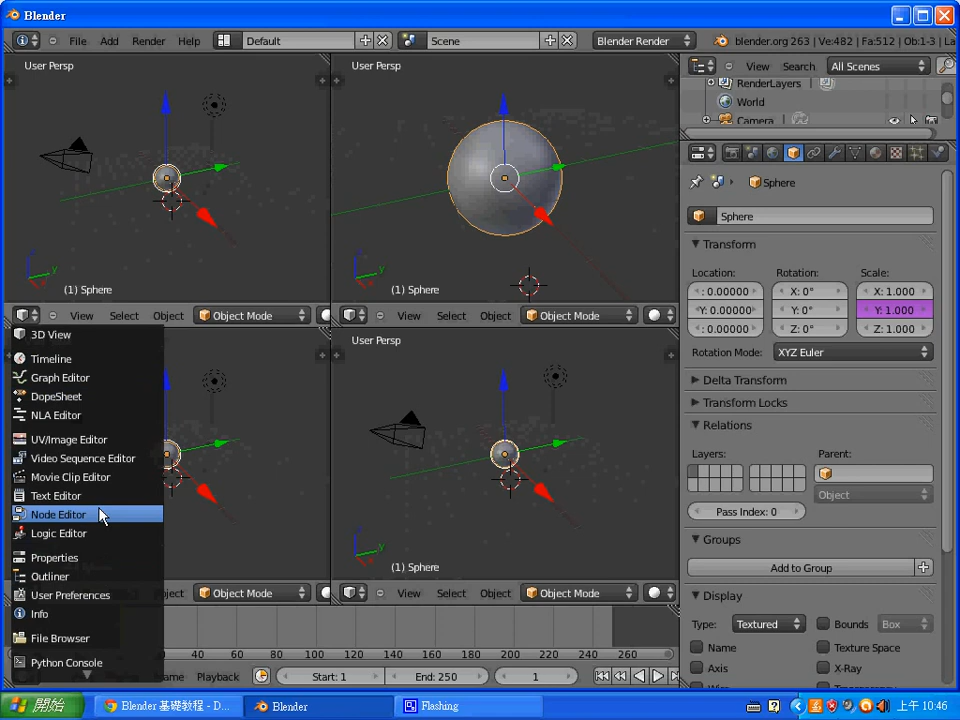 Blender
File Add Render Help Default Scene Blender Render blender.org 263 | Ve:482 | Fa:512 | Ob:1-3 | La
User Persp
User Persp
View Search All Scenes
RenderLayers
World
Camera
Sphere
Sphere
Transform
Location: Rotation: Scale:
: 0.00000 X: 0° X: 1.000
Y: 0.00000 Y: 0° Y: 1.000
: 0.00000 Z: 0° Z: 1.000
Rotation Mode: XYZ Euler
Delta Transform
Transform Locks
Relations
Layers: Parent:
Object
Pass Index: 0
Groups
Add to Group
Display
Type: Textured Bounds Box
Name Texture Space
Axis X-Ray
(1) Sphere
(1) Sphere
View Select Object Object Mode
View Select Object Object Mode
3D View
Timeline
Graph Editor
DopeSheet
NLA Editor
UV/Image Editor
Video Sequence Editor
Movie Clip Editor
Text Editor
Node Editor
Logic Editor
Properties
Outliner
User Preferences
Info
File Browser
Python Console
User Persp
(1) Sphere
Object Mode
View Select Object Object Mode
40 60 80 100 120 140 160 180 200 220 240 260
Playback Start: 1 End: 250 1
開始 Blender 基礎教程 - D... Blender Flashing 上午 10:46